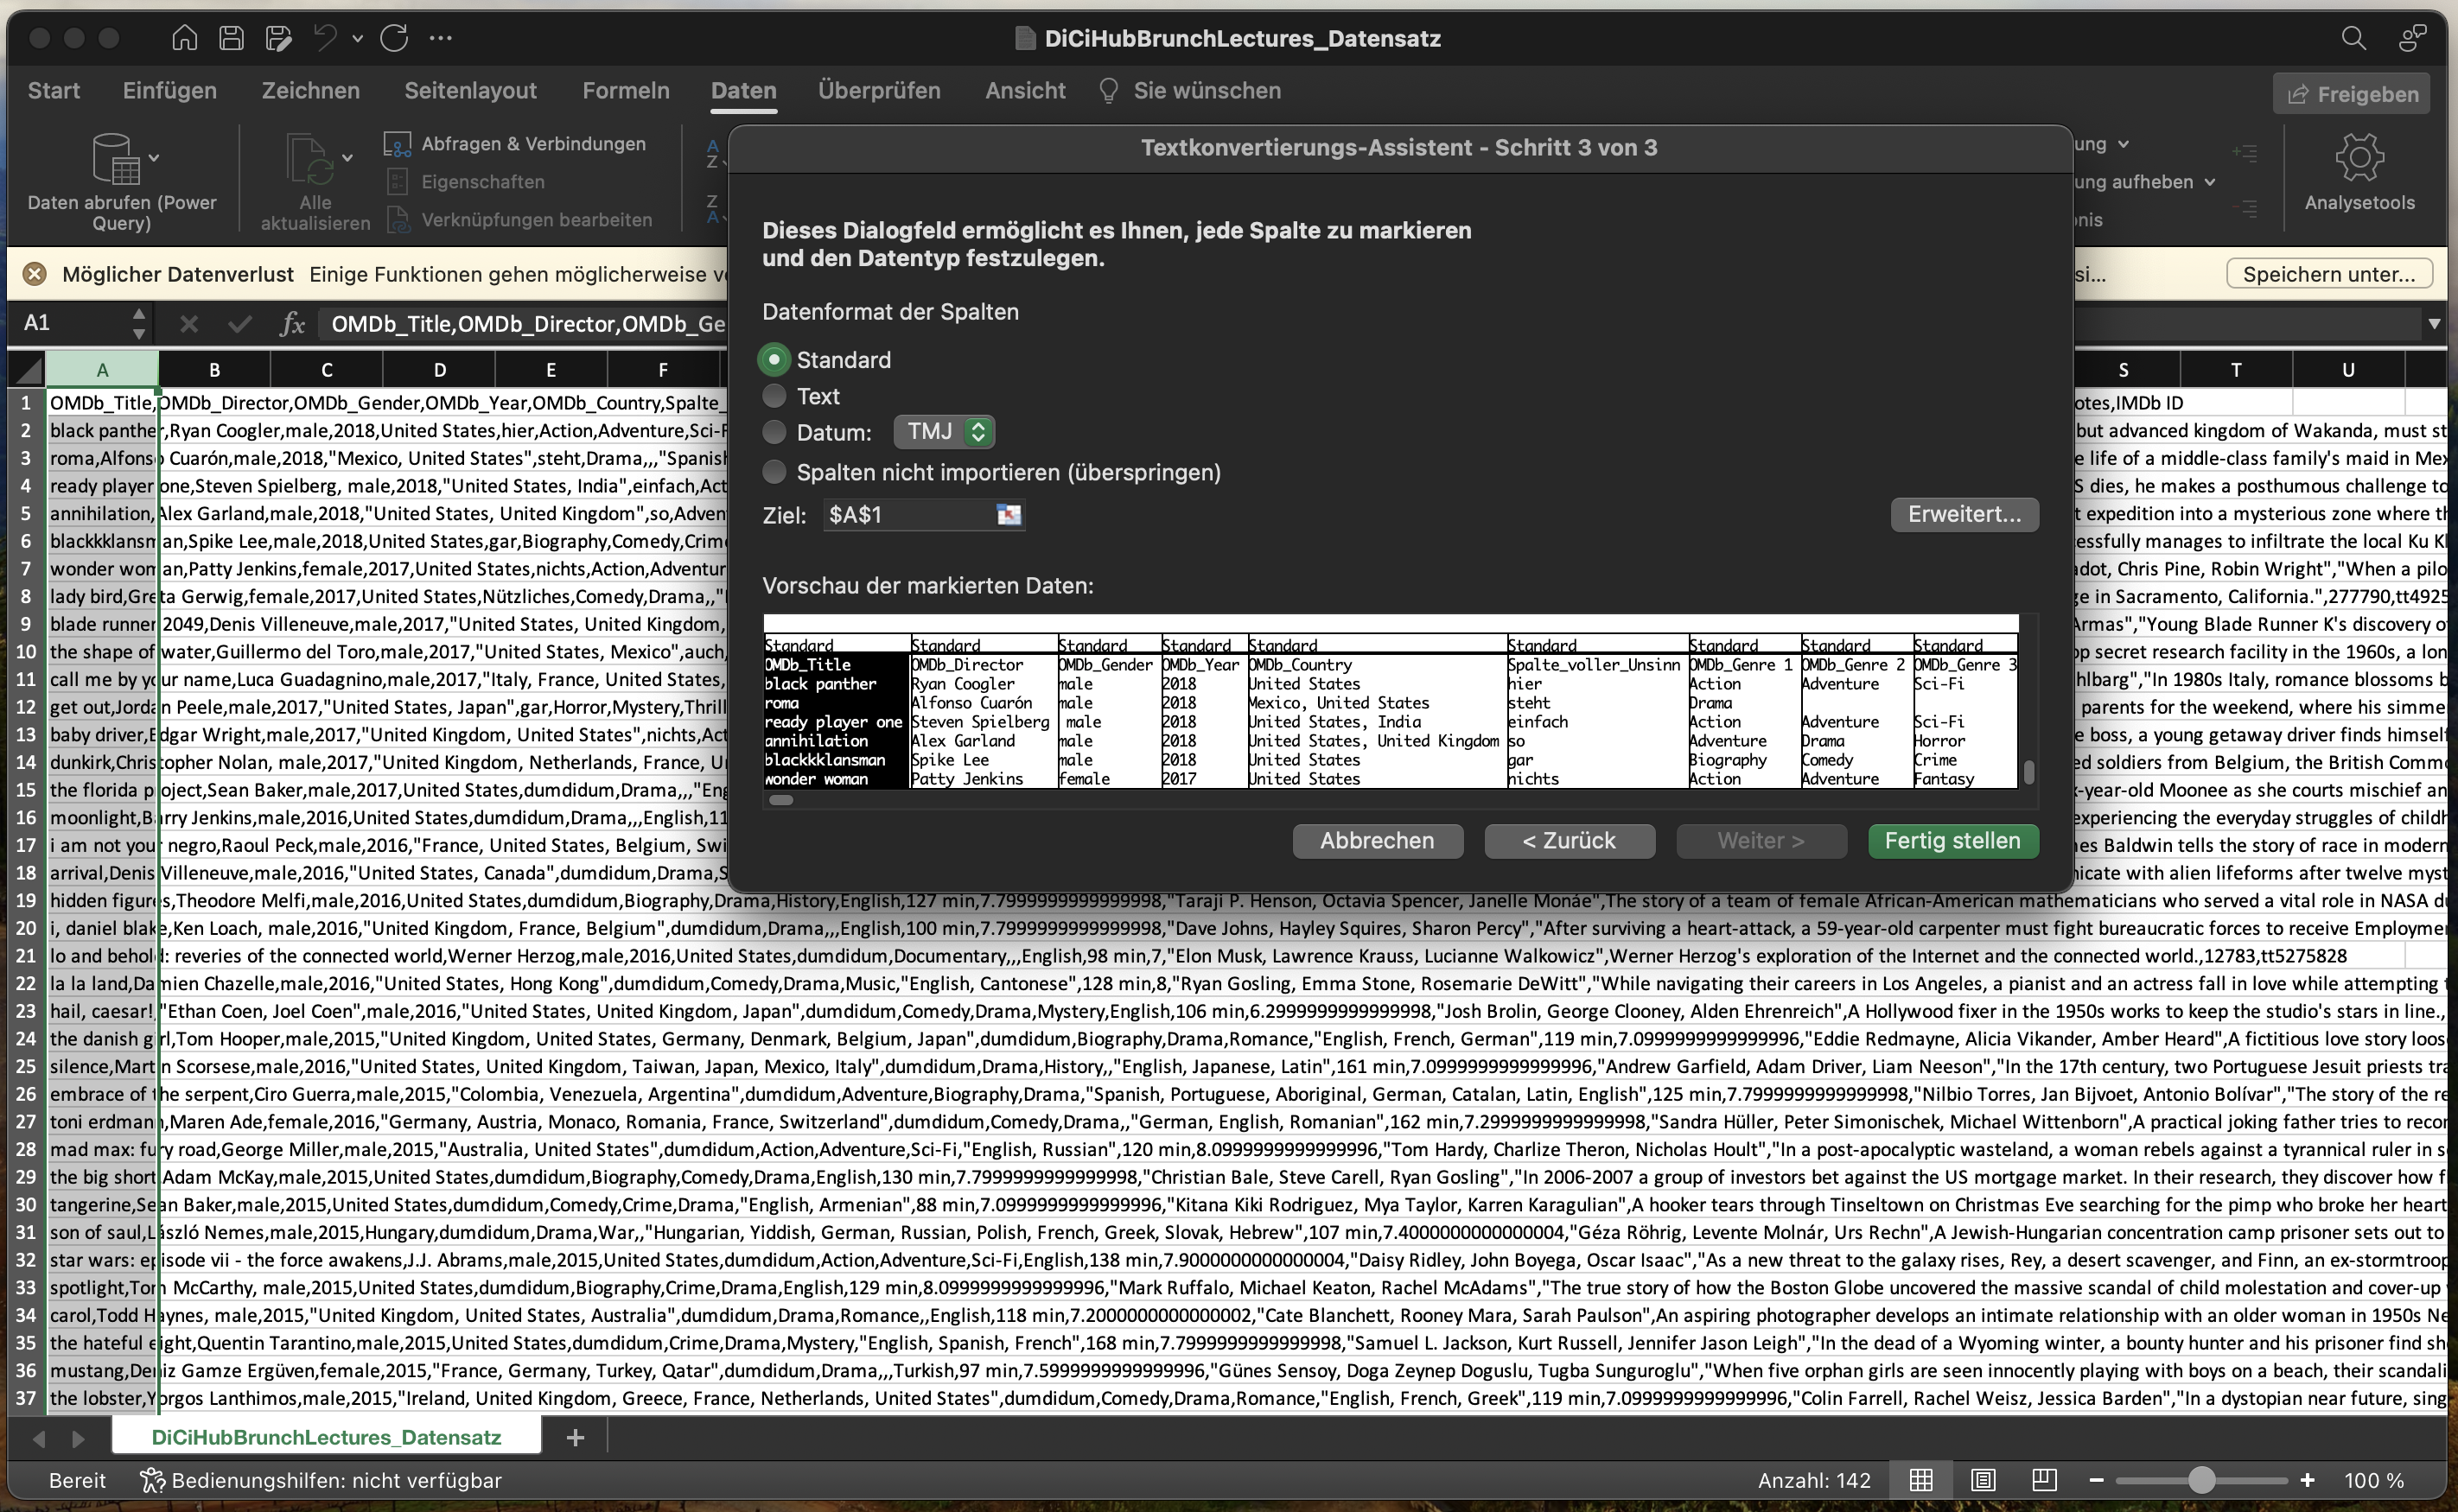 DiCiHubBrunchLectures_Datensatz
Start Einfügen Zeichnen Seitenlayout Formeln Daten Überprüfen Ansicht Sie wünschen Freigeben
Daten abrufen (Power Query)
Alle aktualisieren
Abfragen & Verbindungen
Eigenschaften
Verknüpfungen bearbeiten
ung
ung aufheben
nis
Analysetools
Möglicher Datenverlust Einige Funktionen gehen möglicherweise v
si... Speichern unter...
A1 fx OMDb_Title,OMDb_Director,OMDb_Ge
Textkonvertierungs-Assistent - Schritt 3 von 3
Dieses Dialogfeld ermöglicht es Ihnen, jede Spalte zu markieren
und den Datentyp festzulegen.
Datenformat der Spalten
Standard
Text
Datum: TMJ
Spalten nicht importieren (überspringen)
Ziel: $A$1
Erweitert...
Vorschau der markierten Daten:
Standard Standard Standard Standard Standard Standard Standard Standard Standard
OMDb_Title OMDb_Director OMDb_Gender OMDb_Year OMDb_Country Spalte_voller_Unsinn OMDb_Genre 1 OMDb_Genre 2 OMDb_Genre 3
black panther Ryan Coogler male 2018 United States hier Action Adventure Sci-Fi
roma Alfonso Cuarón male 2018 Mexico, United States steht Drama
ready player one Steven Spielberg male 2018 United States, India einfach Action Adventure Sci-Fi
annihilation Alex Garland male 2018 United States, United Kingdom so Adventure Drama Horror
blackkklansman Spike Lee male 2018 United States gar Biography Comedy Crime
wonder woman Patty Jenkins female 2017 United States nichts Action Adventure Fantasy
Abbrechen < Zurück Weiter > Fertig stellen
A B C D E F S T U
1 OMDb_Title,OMDb_Director,OMDb_Gender,OMDb_Year,OMDb_Country,Spalte_ otes,IMDb ID
2 black panther,Ryan Coogler,male,2018,United States,hier,Action,Adventure,Sci-F but advanced kingdom of Wakanda, must st
3 roma,Alfonso Cuarón,male,2018,"Mexico, United States",steht,Drama,,,"Spanish e life of a middle-class family's maid in Mex
4 ready player one,Steven Spielberg, male,2018,"United States, India",einfach,Act S dies, he makes a posthumous challenge to
5 annihilation,Alex Garland,male,2018,"United States, United Kingdom",so,Adven t expedition into a mysterious zone where th
6 blackkklansman,Spike Lee,male,2018,United States,gar,Biography,Comedy,Crime essfully manages to infiltrate the local Ku Kl
7 wonder woman,Patty Jenkins,female,2017,United States,nichts,Action,Adventur adot, Chris Pine, Robin Wright","When a pilo
8 lady bird,Greta Gerwig,female,2017,United States,Nützliches,Comedy,Drama,," ge in Sacramento, California.",277790,tt4925
9 blade runner 2049,Denis Villeneuve,male,2017,"United States, United Kingdom, Armas","Young Blade Runner K's discovery o
10 the shape of water,Guillermo del Toro,male,2017,"United States, Mexico",auch, op secret research facility in the 1960s, a lon
11 call me by your name,Luca Guadagnino,male,2017,"Italy, France, United States, hlbarg","In 1980s Italy, romance blossoms b
12 get out,Jordan Peele,male,2017,"United States, Japan",gar,Horror,Mystery,Thrill parents for the weekend, where his simme
13 baby driver,Edgar Wright,male,2017,"United Kingdom, United States",nichts,Act e boss, a young getaway driver finds himself
14 dunkirk,Christopher Nolan, male,2017,"United Kingdom, Netherlands, France, U ed soldiers from Belgium, the British Comm
15 the florida project,Sean Baker,male,2017,United States,dumdidum,Drama,,,"Eng x-year-old Moonee as she courts mischief an
16 moonlight,Barry Jenkins,male,2016,United States,dumdidum,Drama,,,English,11 experiencing the everyday struggles of childh
17 i am not your negro,Raoul Peck,male,2016,"France, United States, Belgium, Swi es Baldwin tells the story of race in modern
18 arrival,Denis Villeneuve,male,2016,"United States, Canada",dumdidum,Drama,S nicate with alien lifeforms after twelve myst
19 hidden figures,Theodore Melfi,male,2016,United States,dumdidum,Biography,Drama,History,English,127 min,7.7999999999999998,"Taraji P. Henson, Octavia Spencer, Janelle Monáe",The story of a team of female African-American mathematicians who served a vital role in NASA d
20 i, daniel blake,Ken Loach, male,2016,"United Kingdom, France, Belgium",dumdidum,Drama,,,English,100 min,7.7999999999999998,"Dave Johns, Hayley Squires, Sharon Percy","After surviving a heart-attack, a 59-year-old carpenter must fight bureaucratic forces to receive Employme
21 lo and behold: reveries of the connected world,Werner Herzog,male,2016,United States,dumdidum,Documentary,,,English,98 min,7,"Elon Musk, Lawrence Krauss, Lucianne Walkowicz",Werner Herzog's exploration of the Internet and the connected world.,12783,tt5275828
22 la la land,Damien Chazelle,male,2016,"United States, Hong Kong",dumdidum,Comedy,Drama,Music,"English, Cantonese",128 min,8,"Ryan Gosling, Emma Stone, Rosemarie DeWitt","While navigating their careers in Los Angeles, a pianist and an actress fall in love while attempting
23 hail, caesar!,"Ethan Coen, Joel Coen",male,2016,"United States, United Kingdom, Japan",dumdidum,Comedy,Drama,Mystery,English,106 min,6.2999999999999998,"Josh Brolin, George Clooney, Alden Ehrenreich",A Hollywood fixer in the 1950s works to keep the studio's stars in line.,
24 the danish girl,Tom Hooper,male,2015,"United Kingdom, United States, Germany, Denmark, Belgium, Japan",dumdidum,Biography,Drama,Romance,"English, French, German",119 min,7.0999999999999996,"Eddie Redmayne, Alicia Vikander, Amber Heard",A fictitious love story loos
25 silence,Martin Scorsese,male,2016,"United States, United Kingdom, Taiwan, Japan, Mexico, Italy",dumdidum,Drama,History,,"English, Japanese, Latin",161 min,7.0999999999999996,"Andrew Garfield, Adam Driver, Liam Neeson","In the 17th century, two Portuguese Jesuit priests tra
26 embrace of the serpent,Ciro Guerra,male,2015,"Colombia, Venezuela, Argentina",dumdidum,Adventure,Biography,Drama,"Spanish, Portuguese, Aboriginal, German, Catalan, Latin, English",125 min,7.7999999999999998,"Nilbio Torres, Jan Bijvoet, Antonio Bolívar","The story of the re
27 toni erdmann,Maren Ade,female,2016,"Germany, Austria, Monaco, Romania, France, Switzerland",dumdidum,Comedy,Drama,,"German, English, Romanian",162 min,7.2999999999999998,"Sandra Hüller, Peter Simonischek, Michael Wittenborn",A practical joking father tries to recon
28 mad max: fury road,George Miller,male,2015,"Australia, United States",dumdidum,Action,Adventure,Sci-Fi,"English, Russian",120 min,8.0999999999999996,"Tom Hardy, Charlize Theron, Nicholas Hoult","In a post-apocalyptic wasteland, a woman rebels against a tyrannical ruler in s
29 the big short,Adam McKay,male,2015,United States,dumdidum,Biography,Comedy,Drama,English,130 min,7.7999999999999998,"Christian Bale, Steve Carell, Ryan Gosling","In 2006-2007 a group of investors bet against the US mortgage market. In their research, they discover how f
30 tangerine,Sean Baker,male,2015,United States,dumdidum,Comedy,Crime,Drama,"English, Armenian",88 min,7.0999999999999996,"Kitana Kiki Rodriguez, Mya Taylor, Karren Karagulian",A hooker tears through Tinseltown on Christmas Eve searching for the pimp who broke her heart
31 son of saul,László Nemes,male,2015,Hungary,dumdidum,Drama,War,,"Hungarian, Yiddish, German, Russian, Polish, French, Greek, Slovak, Hebrew",107 min,7.4000000000000004,"Géza Röhrig, Levente Molnár, Urs Rechn",A Jewish-Hungarian concentration camp prisoner sets out to
32 star wars: episode vii - the force awakens,J.J. Abrams,male,2015,United States,dumdidum,Action,Adventure,Sci-Fi,English,138 min,7.9000000000000004,"Daisy Ridley, John Boyega, Oscar Isaac","As a new threat to the galaxy rises, Rey, a desert scavenger, and Finn, an ex-stormtroop
33 spotlight,Tom McCarthy, male,2015,United States,dumdidum,Biography,Crime,Drama,English,129 min,8.0999999999999996,"Mark Ruffalo, Michael Keaton, Rachel McAdams","The true story of how the Boston Globe uncovered the massive scandal of child molestation and cover-up
34 carol,Todd Haynes, male,2015,"United Kingdom, United States, Australia",dumdidum,Drama,Romance,,English,118 min,7.2000000000000002,"Cate Blanchett, Rooney Mara, Sarah Paulson",An aspiring photographer develops an intimate relationship with an older woman in 1950s Ne
35 the hateful eight,Quentin Tarantino,male,2015,United States,dumdidum,Crime,Drama,Mystery,"English, Spanish, French",168 min,7.7999999999999998,"Samuel L. Jackson, Kurt Russell, Jennifer Jason Leigh","In the dead of a Wyoming winter, a bounty hunter and his prisoner find sh
36 mustang,Deniz Gamze Ergüven,female,2015,"France, Germany, Turkey, Qatar",dumdidum,Drama,,,Turkish,97 min,7.5999999999999996,"Günes Sensoy, Doga Zeynep Doguslu, Tugba Sunguroglu","When five orphan girls are seen innocently playing with boys on a beach, their scandali
37 the lobster,Yorgos Lanthimos,male,2015,"Ireland, United Kingdom, Greece, France, Netherlands, United States",dumdidum,Comedy,Drama,Romance,"English, French, Greek",119 min,7.0999999999999996,"Colin Farrell, Rachel Weisz, Jessica Barden","In a dystopian near future, sing
DiCiHubBrunchLectures_Datensatz +
Bereit Bedienungshilfen: nicht verfügbar Anzahl: 142 100 %